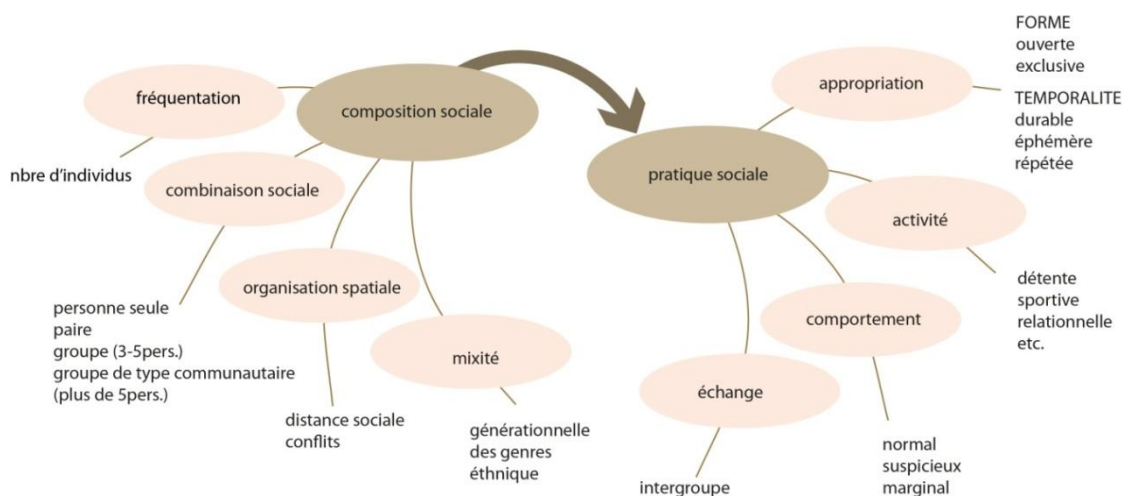 fréquentation
nbre d'individus
composition sociale
combinaison sociale
personne seule
paire
groupe (3-5pers.)
groupe de type communautaire
(plus de 5pers.)
organisation spatiale
distance sociale
conflits
mixité
générationnelle
des genres
éthnique
pratique sociale
appropriation
FORME
ouverte
exclusive
TEMPORALITE
durable
éphémère
répétée
activité
détente
sportive
relationnelle
etc.
comportement
normal
suspicieux
marginal
échange
intergroupe